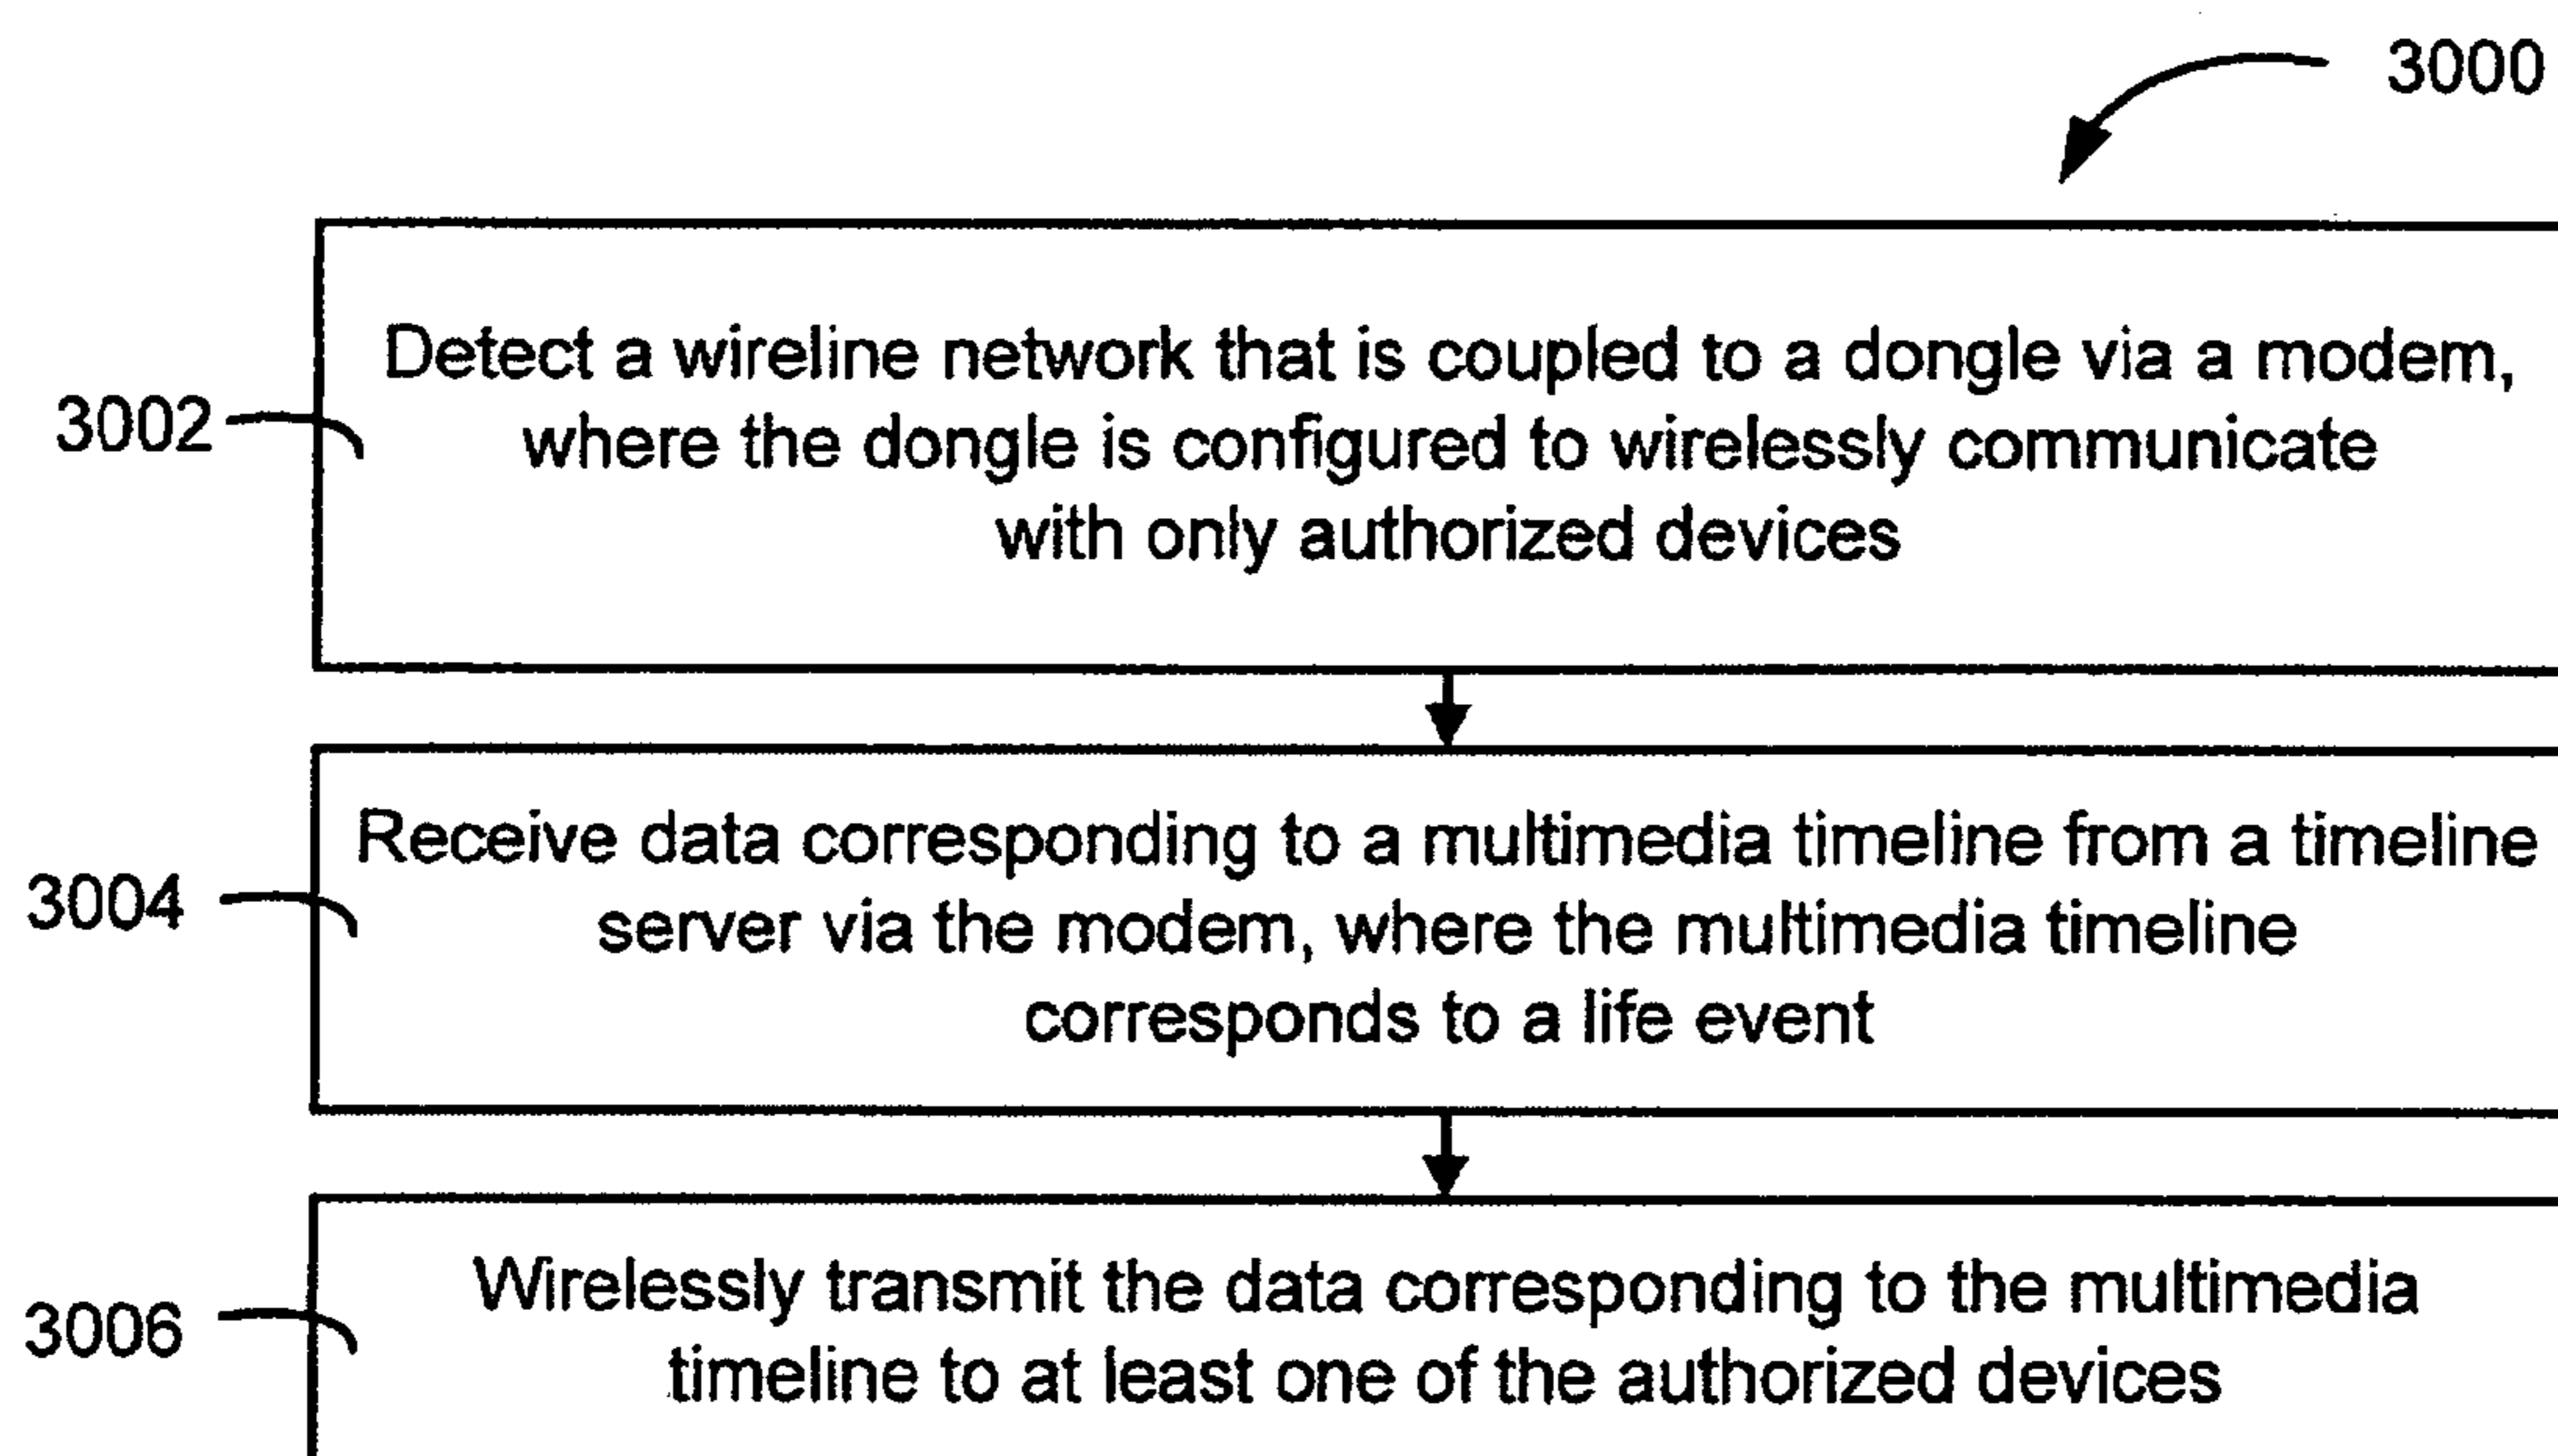 3000
Detect a wireline network that is coupled to a dongle via a modem,
where the dongle is configured to wirelessly communicate
with only authorized devices
3002
Receive data corresponding to a multimedia timeline from a timeline
server via the modem, where the multimedia timeline
corresponds to a life event
3004
Wirelessly transmit the data corresponding to the multimedia
timeline to at least one of the authorized devices
3006